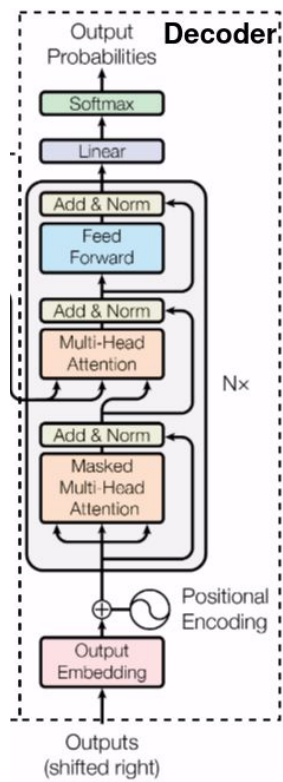 Decoder
Output
Probabilities
Softmax
Linear
Add & Norm
Feed
Forward
Add & Norm
Multi-Head
Attention
N×
Add & Norm
Masked
Multi-Head
Attention
Positional
Encoding
Output
Embedding
Outputs
(shifted right)